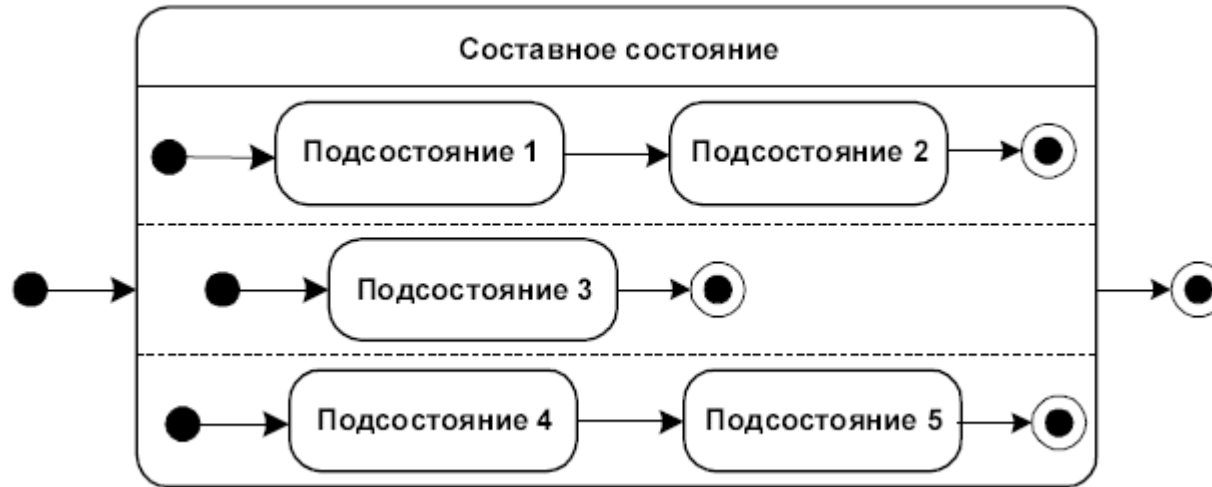 Составное состояние
Подсостояние 1
Подсостояние 2
Подсостояние 3
Подсостояние 4
Подсостояние 5